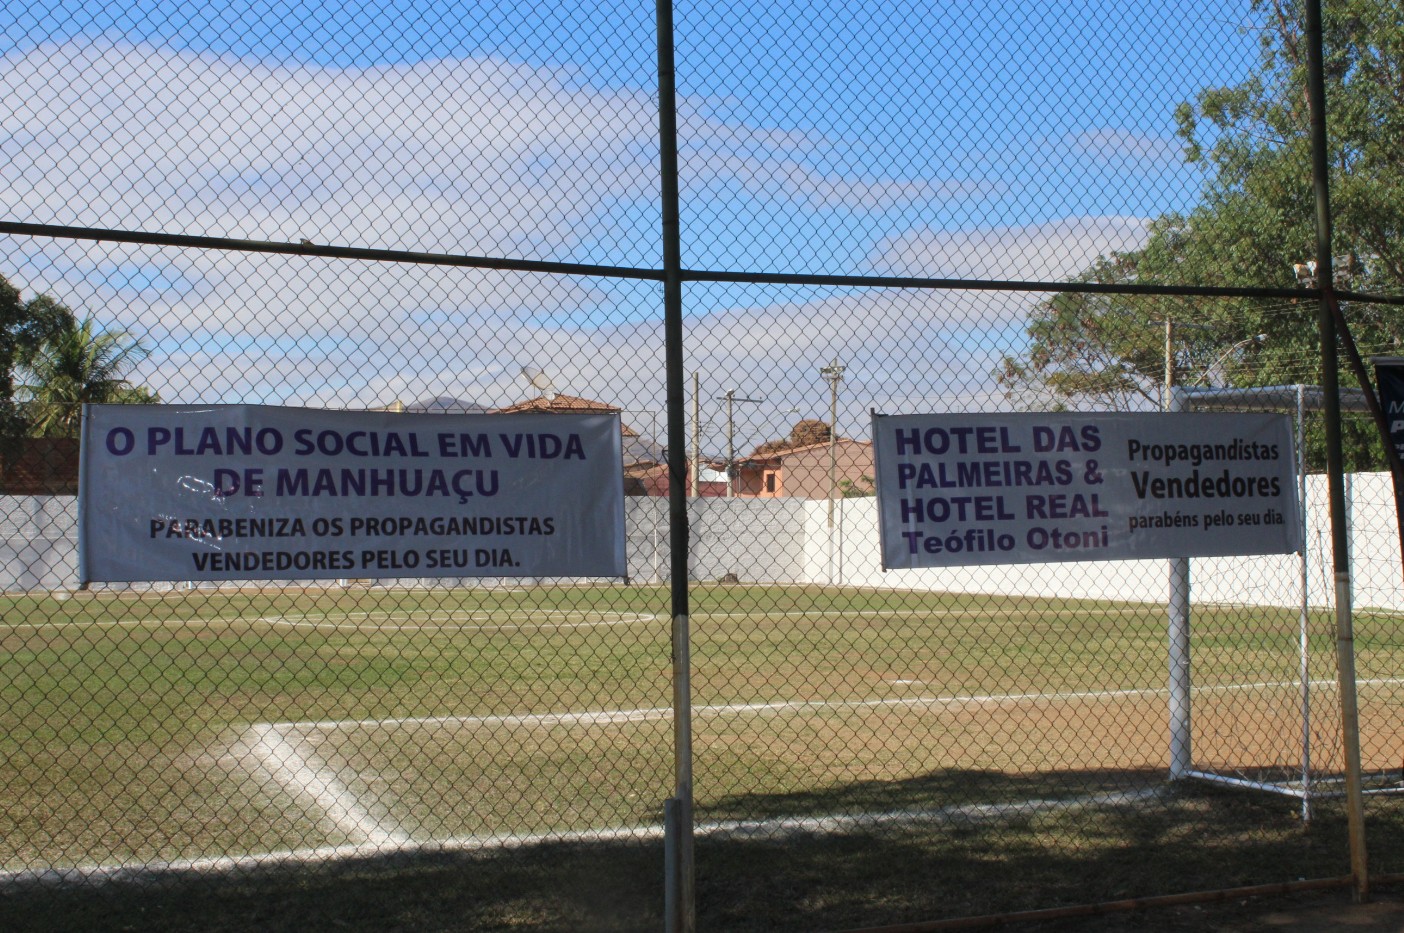 O PLANO SOCIAL EM VIDA
DE MANHUAÇU
PARABENIZA OS PROPAGANDISTAS
VENDEDORES PELO SEU DIA.
HOTEL DAS
PALMEIRAS &
HOTEL REAL
Teófilo Otoni
Propagandistas
Vendedores
parabéns pelo seu dia.